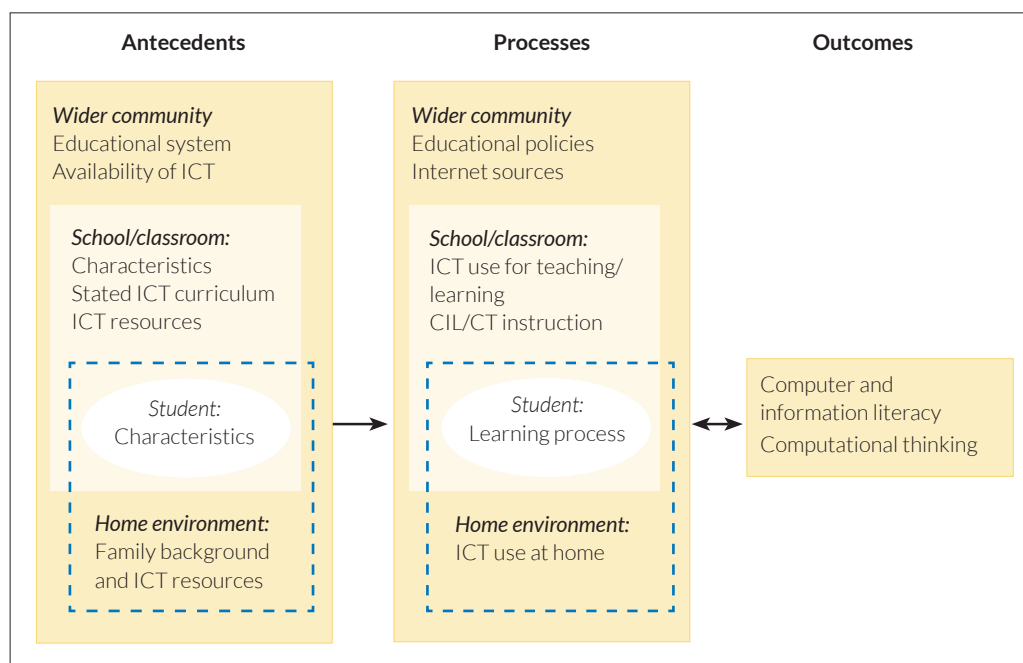 Antecedents
Processes
Outcomes
Wider community
Educational system
Availability of ICT
School/classroom:
Characteristics
Stated ICT curriculum
ICT resources
Student:
Characteristics
Home environment:
Family background
and ICT resources
Wider community
Educational policies
Internet sources
School/classroom:
ICT use for teaching/
learning
CIL/CT instruction
Student:
Learning process
Home environment:
ICT use at home
Computer and
information literacy
Computational thinking